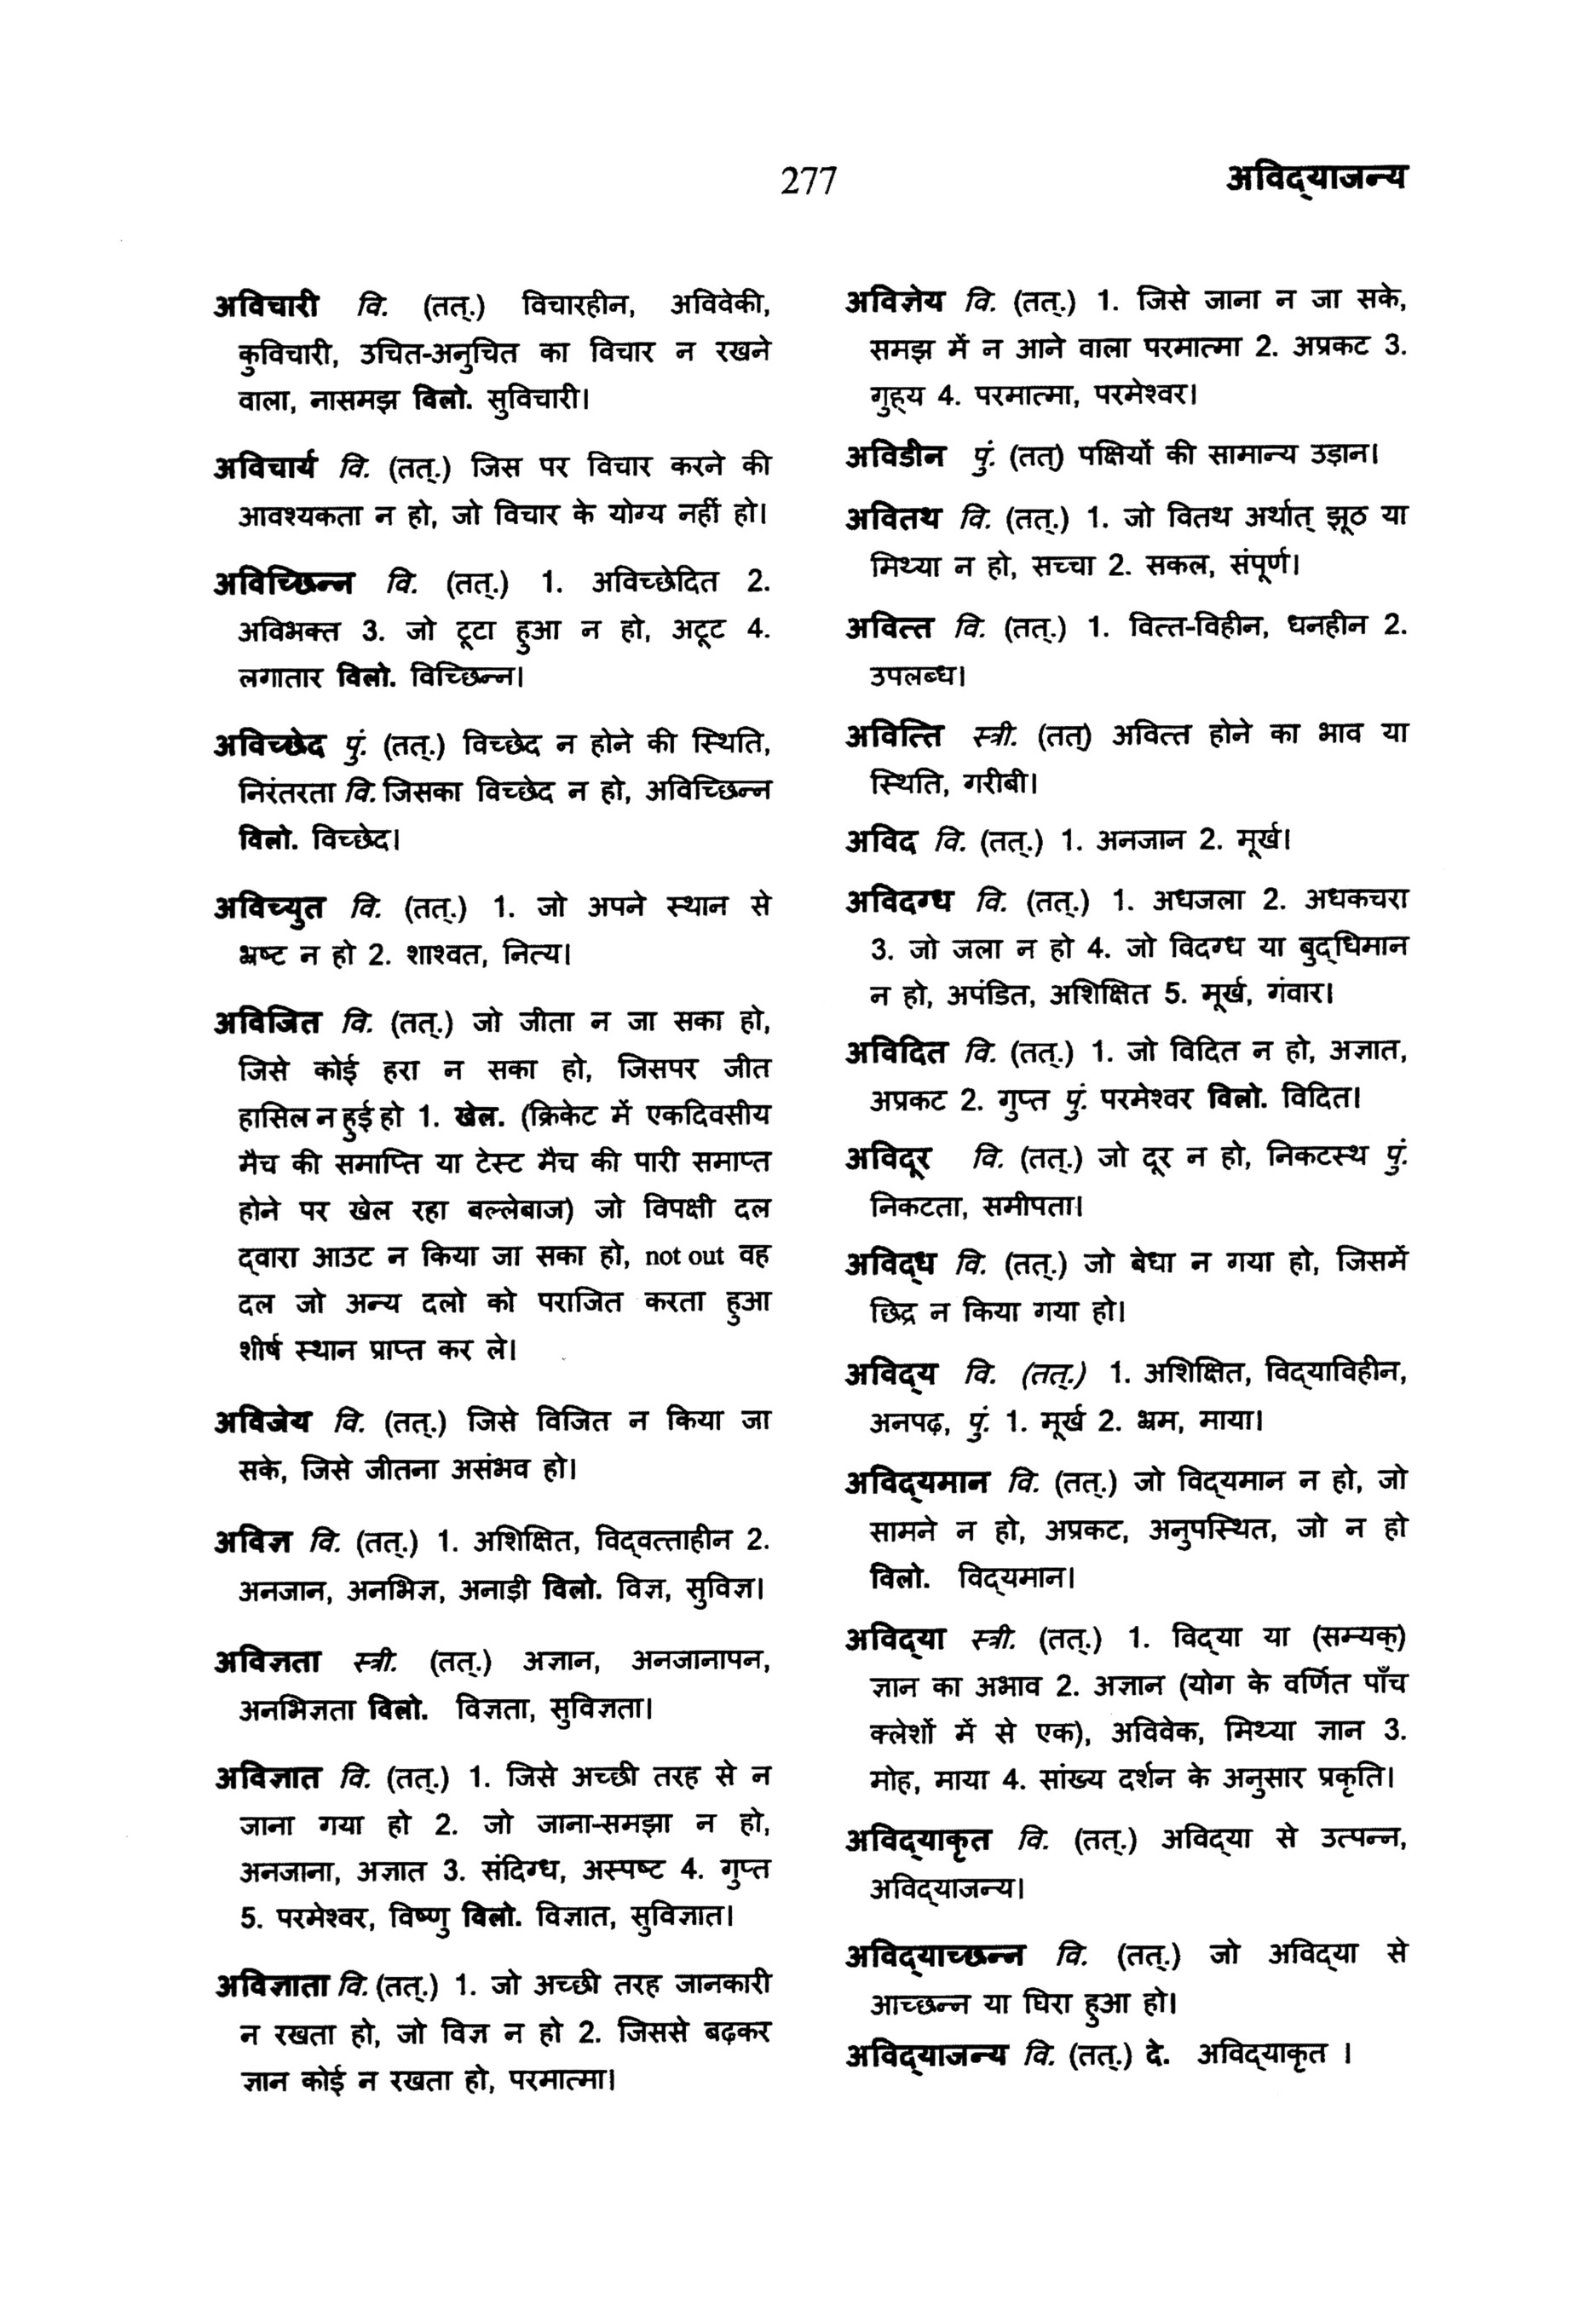 277
अविद्‌याजन्य
अविचारी वि. (तत्.) विचारहीन, अविवेकी,
कुविचारी, उचित-अनुचित का विचार न रखने
वाला, नासमझ विलो. सुविचारी।
अविचार्य वि. (तत्.) जिस पर विचार करने की
आवश्यकता न हो, जो विचार के योग्य नहीं हो।
अविच्छिन्न वि. (तत्.) 1. अविच्छेदित 2.
अविभक्त 3. जो टूटा हुआ न हो, अटूट 4.
लगातार विलो. विच्छिन्न।
अविच्छेद पुं. (तत्.) विच्छेद न होने की स्थिति,
निरंतरता वि. जिसका विच्छेद न हो, अविच्छिन्न
विलो. विच्छेद।
अविच्युत वि. (तत्.) 1. जो अपने स्थान से
भ्रष्ट न हो 2. शाश्वत, नित्य।
अविजित वि. (तत्.) जो जीता न जा सका हो,
जिसे कोई हरा न सका हो, जिसपर जीत
हासिल न हुई हो 1. खेल. (क्रिकेट में एकदिवसीय
मैच की समाप्ति या टेस्ट मैच की पारी समाप्त
होने पर खेल रहा बल्लेबाज) जो विपक्षी दल
द्‌वारा आउट न किया जा सका हो, not out वह
दल जो अन्य दलो को पराजित करता हुआ
शीर्ष स्थान प्राप्त कर ले।
अविजेय वि. (तत्.) जिसे विजित न किया जा
सके, जिसे जीतना असंभव हो।
अविज्ञ वि. (तत्.) 1. अशिक्षित, विद्‌वत्ताहीन 2.
अनजान, अनभिज्ञ, अनाड़ी विलो. विज्ञ, सुविज्ञ।
अविज्ञता स्त्री. (तत्.) अज्ञान, अनजानापन,
अनभिज्ञता विलो. विज्ञता, सुविज्ञता।
अविज्ञात वि. (तत्.) 1. जिसे अच्छी तरह से न
जाना गया हो 2. जो जाना-समझा न हो,
अनजाना, अज्ञात 3. संदिग्ध, अस्पष्ट 4. गुप्त
5. परमेश्वर, विष्णु विलो. विज्ञात, सुविज्ञात।
अविज्ञाता वि. (तत्.) 1. जो अच्छी तरह जानकारी
न रखता हो, जो विज्ञ न हो 2. जिससे बढ़कर
ज्ञान कोई न रखता हो, परमात्मा।
अविज्ञेय वि. (तत्.) 1. जिसे जाना न जा सके,
समझ में न आने वाला परमात्मा 2. अप्रकट 3.
गुह्‌य 4. परमात्मा, परमेश्वर।
अविडीन पुं. (तत्) पक्षियों की सामान्य उड़ान।
अवितथ वि. (तत्.) 1. जो वितथ अर्थात् झूठ या
मिथ्या न हो, सच्चा 2. सकल, संपूर्ण।
अवित्त वि. (तत्.) 1. वित्त-विहीन, धनहीन 2.
उपलब्ध।
अवित्ति स्त्री. (तत्) अवित्त होने का भाव या
स्थिति, गरीबी।
अविद वि. (तत्.) 1. अनजान 2. मूर्ख।
अविदग्ध वि. (तत्.) 1. अधजला 2. अधकचरा
3. जो जला न हो 4. जो विदग्ध या बुद्‌धिमान
न हो, अपंडित, अशिक्षित 5. मूर्ख, गंवार।
अविदित वि. (तत्.) 1. जो विदित न हो, अज्ञात,
अप्रकट 2. गुप्त पुं. परमेश्वर विलो. विदित।
अविदूर वि. (तत्.) जो दूर न हो, निकटस्थ पुं.
निकटता, समीपता।
अविद्‌ध वि. (तत्.) जो बेधा न गया हो, जिसमें
छिद्र न किया गया हो।
अविद्‌य वि. (तत्.) 1. अशिक्षित, विद्‌याविहीन,
अनपढ़, पुं. 1. मूर्ख 2. भ्रम, माया।
अविद्‌यमान वि. (तत्.) जो विद्‌यमान न हो, जो
सामने न हो, अप्रकट, अनुपस्थित, जो न हो
विलो. विद्‌यमान।
अविद्‌या स्त्री. (तत्.) 1. विद्‌या या (सम्यक्)
ज्ञान का अभाव 2. अज्ञान (योग के वर्णित पाँच
क्लेशों में से एक), अविवेक, मिथ्या ज्ञान 3.
मोह, माया 4. सांख्य दर्शन के अनुसार प्रकृति।
अविद्‌याकृत वि. (तत्.) अविद्‌या से उत्पन्न,
अविद्‌याजन्य।
अविद्‌याच्छन्न वि. (तत्.) जो अविद्‌या से
आच्छन्न या घिरा हुआ हो।
अविद्‌याजन्य वि. (तत्.) दे. अविद्‌याकृत ।